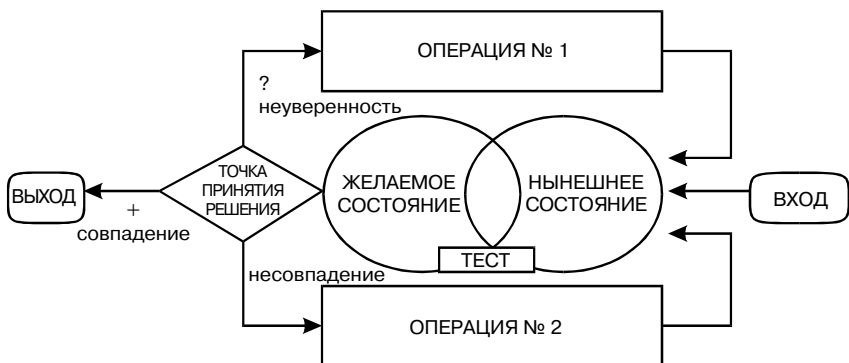 ОПЕРАЦИЯ № 1
?
неуверенность
ТОЧКА
ПРИНЯТИЯ
РЕШЕНИЯ
ЖЕЛАЕМОЕ
СОСТОЯНИЕ
НЫНЕШНЕЕ
СОСТОЯНИЕ
ВЫХОД
ВХОД
+
совпадение
ТЕСТ
несовпадение
ОПЕРАЦИЯ № 2